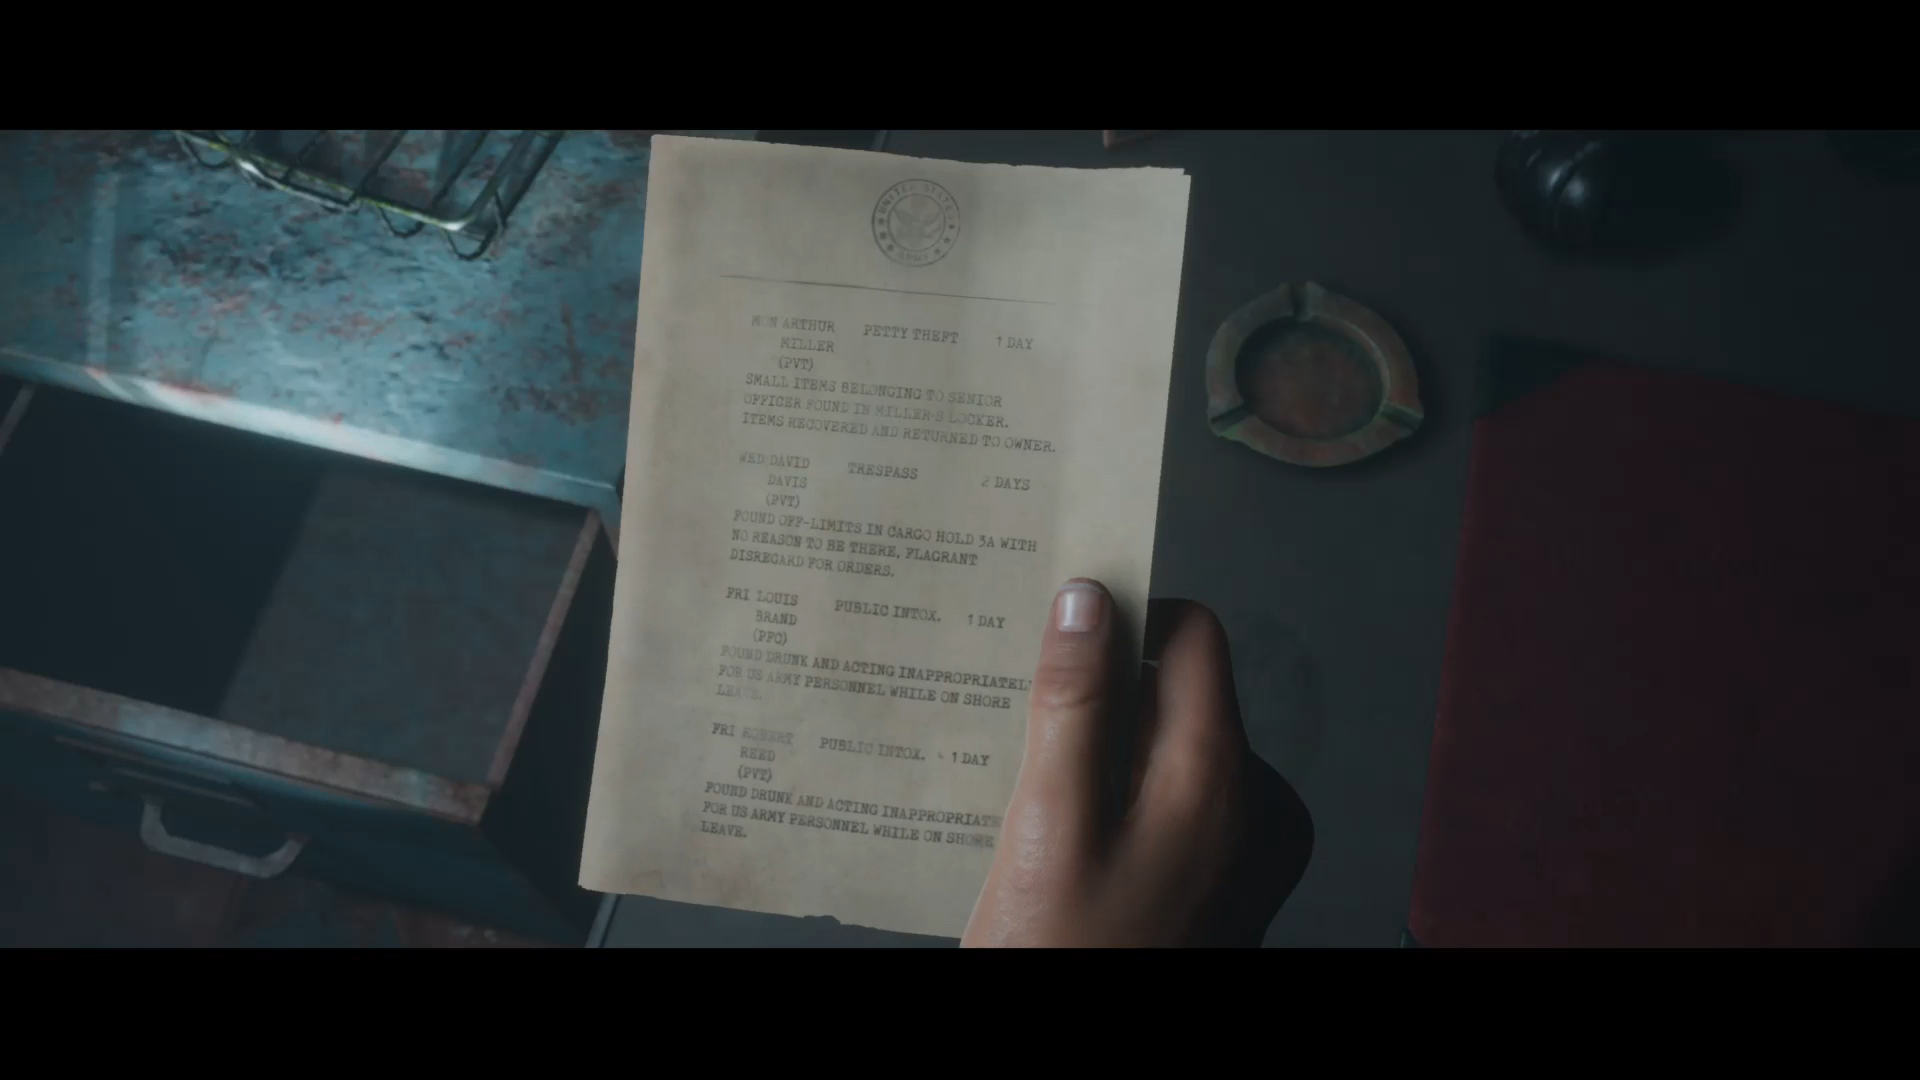 UNITED STATES
ARMY
MON ARTHUR PETTY THEFT 1 DAY
MILLER
(PVT)
SMALL ITEMS BELONGING TO SENIOR
OFFICER FOUND IN MILLER'S LOCKER.
ITEMS RECOVERED AND RETURNED TO OWNER.
WED DAVID TRESPASS 2 DAYS
DAVIS
(PVT)
FOUND OFF-LIMITS IN CARGO HOLD 3A WITH
NO REASON TO BE THERE, FLAGRANT
DISREGARD FOR ORDERS.
FRI LOUIS PUBLIC INTOX. 1 DAY
BRAND
(PFC)
FOUND DRUNK AND ACTING INAPPROPRIATEL
FOR US ARMY PERSONNEL WHILE ON SHORE
LEAVE.
FRI ROBERT PUBLIC INTOX. 1 DAY
REED
(PVT)
FOUND DRUNK AND ACTING INAPPROPRIATE
FOR US ARMY PERSONNEL WHILE ON SHORE
LEAVE.